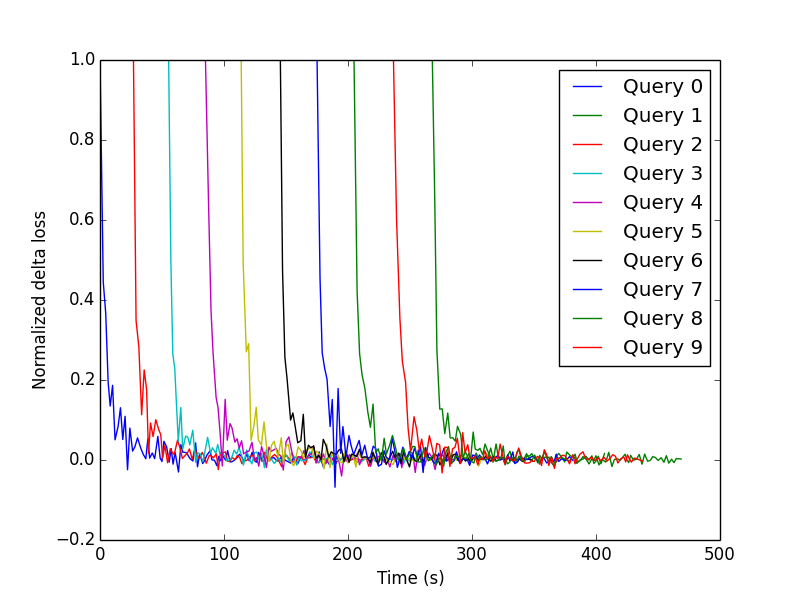 1.0
0.8
0.6
0.4
0.2
0.0
−0.2
Normalized delta loss
0 100 200 300 400 500
Time (s)
Query 0
Query 1
Query 2
Query 3
Query 4
Query 5
Query 6
Query 7
Query 8
Query 9